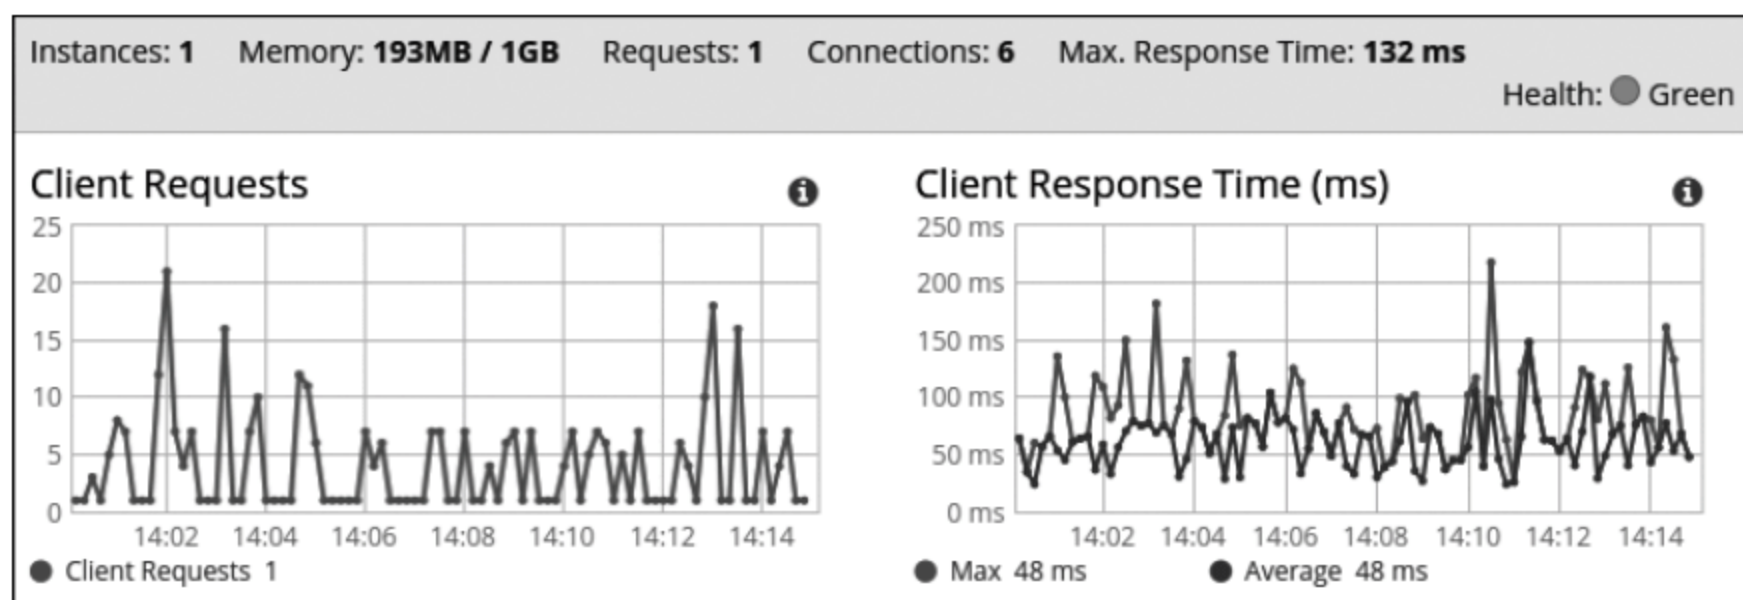 Instances: 1 Memory: 193MB / 1GB Requests: 1 Connections: 6 Max. Response Time: 132 ms
Health: Green
Client Requests
25
20
15
10
5
0
14:02 14:04 14:06 14:08 14:10 14:12 14:14
Client Requests 1
Client Response Time (ms)
250 ms
200 ms
150 ms
100 ms
50 ms
0 ms
14:02 14:04 14:06 14:08 14:10 14:12 14:14
Max 48 ms Average 48 ms